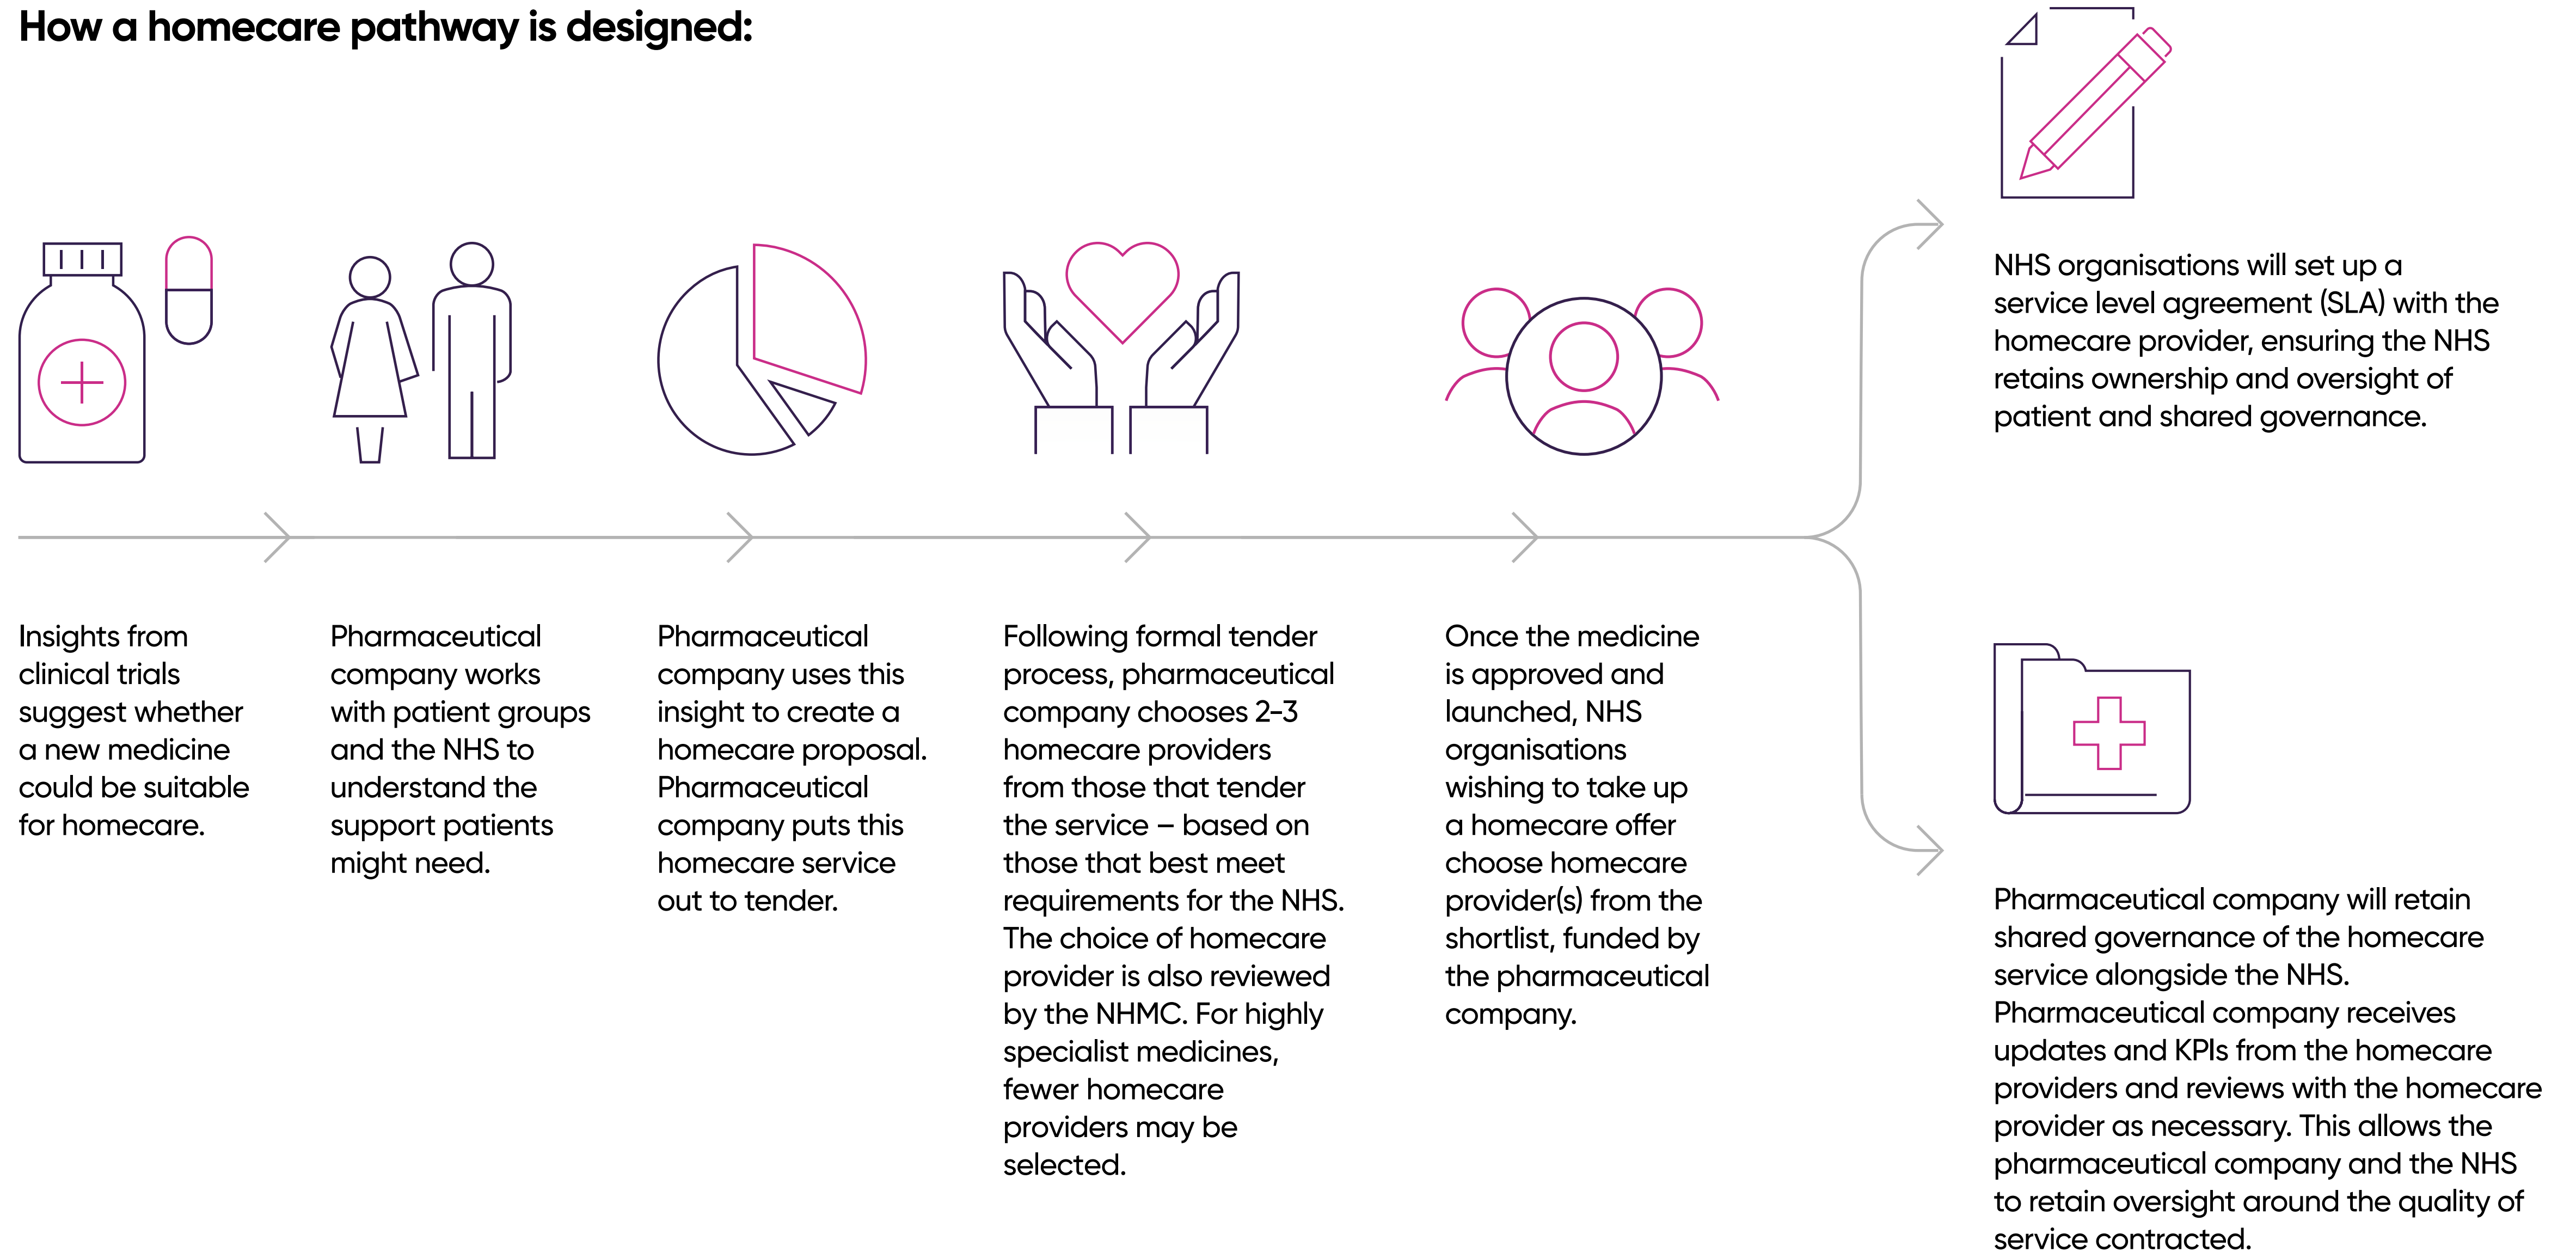 How a homecare pathway is designed:
Insights from
clinical trials
suggest whether
a new medicine
could be suitable
for homecare.
Pharmaceutical
company works
with patient groups
and the NHS to
understand the
support patients
might need.
Pharmaceutical
company uses this
insight to create a
homecare proposal.
Pharmaceutical
company puts this
homecare service
out to tender.
Following formal tender
process, pharmaceutical
company chooses 2–3
homecare providers
from those that tender
the service – based on
those that best meet
requirements for the NHS.
The choice of homecare
provider is also reviewed
by the NHMC. For highly
specialist medicines,
fewer homecare
providers may be
selected.
Once the medicine
is approved and
launched, NHS
organisations
wishing to take up
a homecare offer
choose homecare
provider(s) from the
shortlist, funded by
the pharmaceutical
company.
NHS organisations will set up a
service level agreement (SLA) with the
homecare provider, ensuring the NHS
retains ownership and oversight of
patient and shared governance.
Pharmaceutical company will retain
shared governance of the homecare
service alongside the NHS.
Pharmaceutical company receives
updates and KPIs from the homecare
providers and reviews with the homecare
provider as necessary. This allows the
pharmaceutical company and the NHS
to retain oversight around the quality of
service contracted.